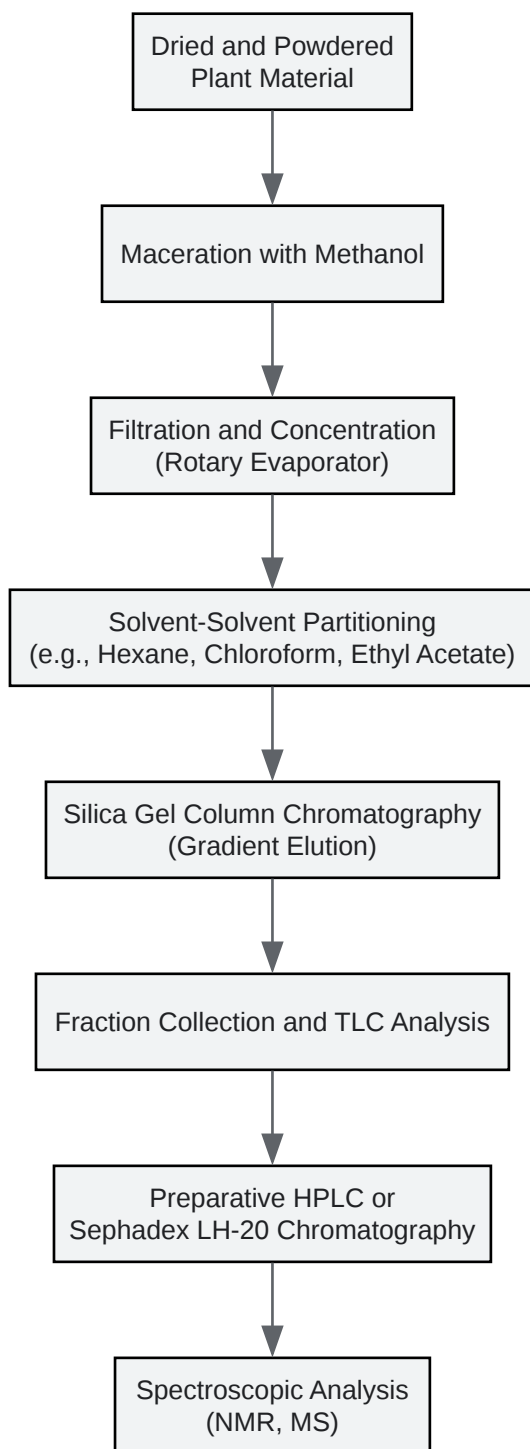 Dried and Powdered
Plant Material
Maceration with Methanol
Filtration and Concentration
(Rotary Evaporator)
Solvent-Solvent Partitioning
(e.g., Hexane, Chloroform, Ethyl Acetate)
Silica Gel Column Chromatography
(Gradient Elution)
Fraction Collection and TLC Analysis
Preparative HPLC or
Sephadex LH-20 Chromatography
Spectroscopic Analysis
(NMR, MS)